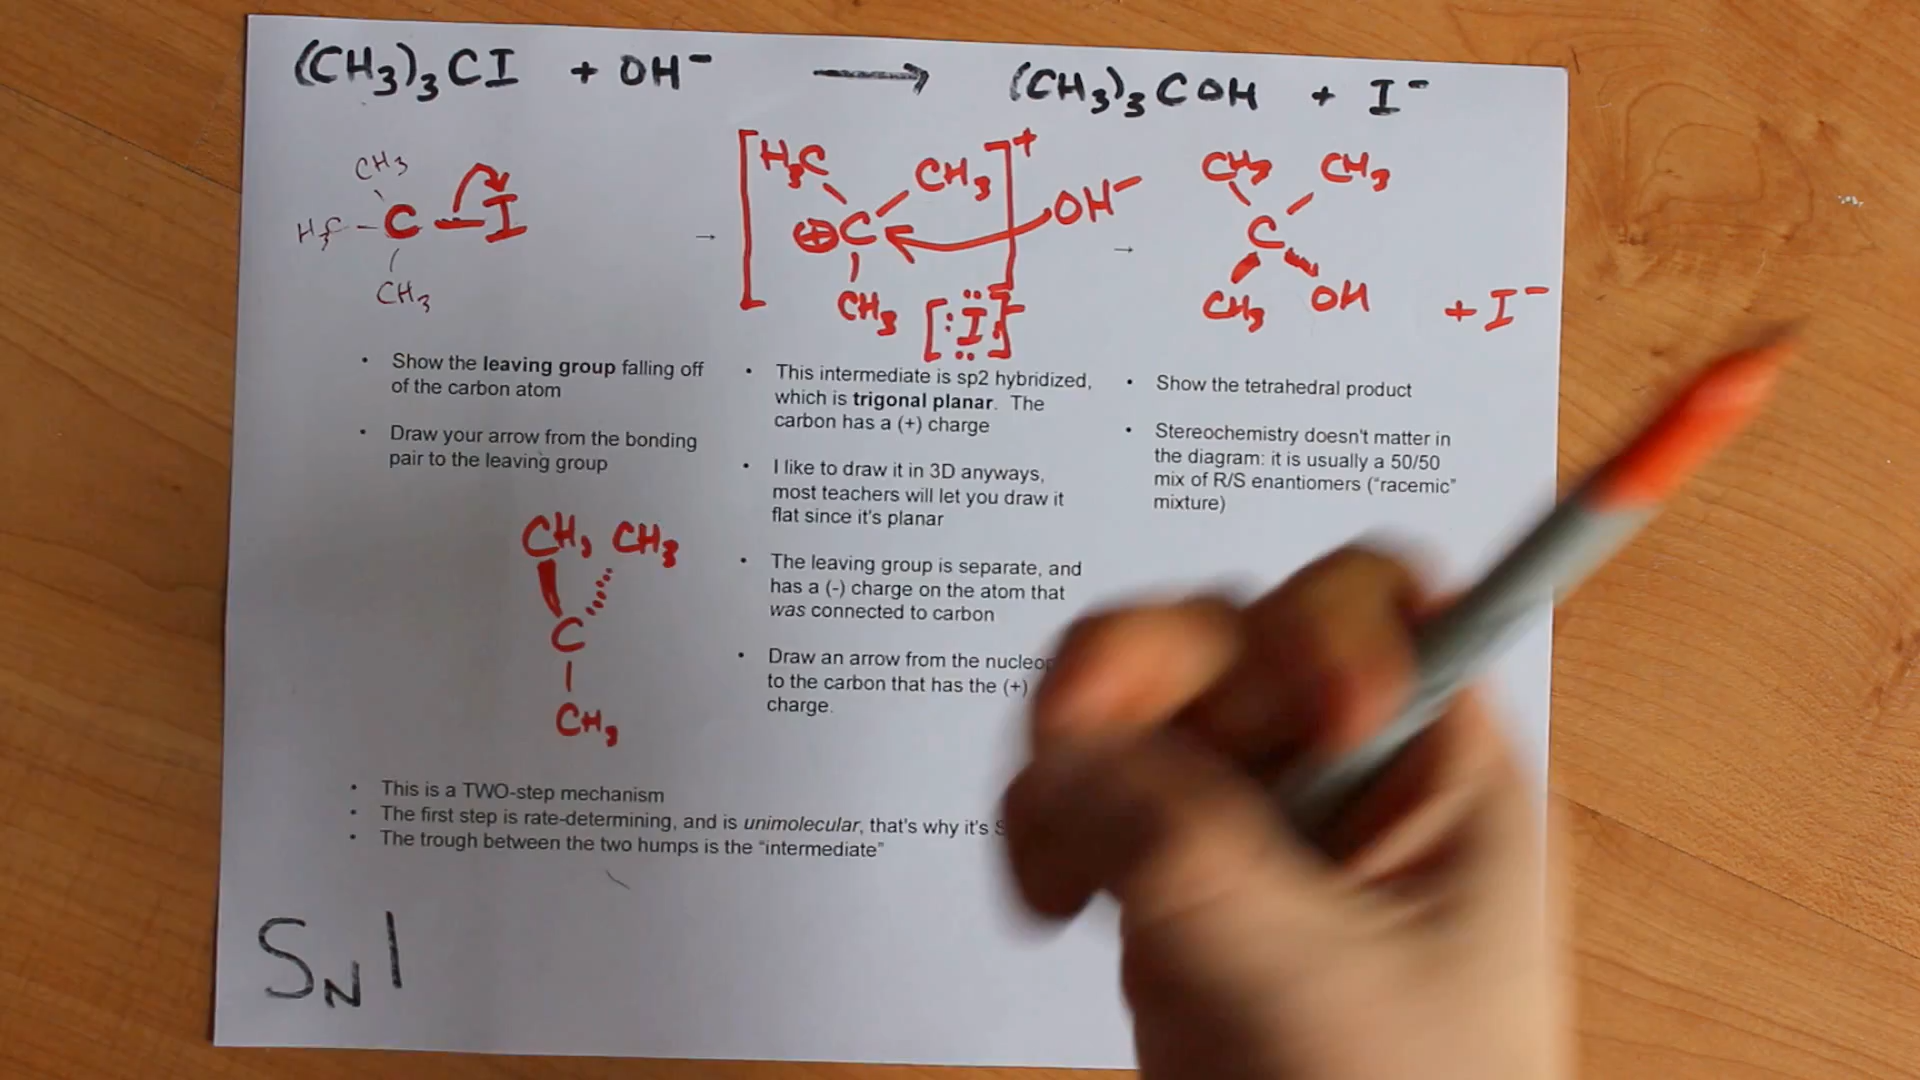 (CH₃)₃CI + OH⁻ → (CH₃)₃COH + I⁻
CH₃
H₃C – C – I
CH₃
→
[ H₃C CH₃ ]⁺
⊕C OH⁻
CH₃ [:I:]⁻
→
CH₃ CH₃
C
CH₃ OH + I⁻
• Show the leaving group falling off
of the carbon atom
• Draw your arrow from the bonding
pair to the leaving group
CH₃ CH₃
C
CH₃
• This intermediate is sp2 hybridized,
which is trigonal planar. The
carbon has a (+) charge
• I like to draw it in 3D anyways,
most teachers will let you draw it
flat since it's planar
• The leaving group is separate, and
has a (-) charge on the atom that
was connected to carbon
• Draw an arrow from the
to the carbon that has the (+)
charge.
• Show the tetrahedral product
• Stereochemistry doesn't matter in
the diagram: it is usually a 50/50
mix of R/S enantiomers ("racemic"
mixture)
• This is a TWO-step mechanism
• The first step is rate-determining, and is unimolecular, that's why it's
• The trough between the two humps is the "intermediate"
SN1